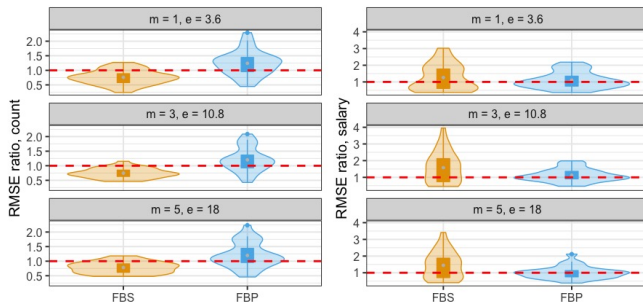 m = 1, e = 3.6
2.0
1.5
1.0
0.5
m = 3, e = 10.8
2.0
1.5
1.0
0.5
m = 5, e = 18
2.0
1.5
1.0
0.5
FBS FBP
RMSE ratio, count
m = 1, e = 3.6
4
3
2
1
m = 3, e = 10.8
4
3
2
1
m = 5, e = 18
4
3
2
1
FBS FBP
RMSE ratio, salary